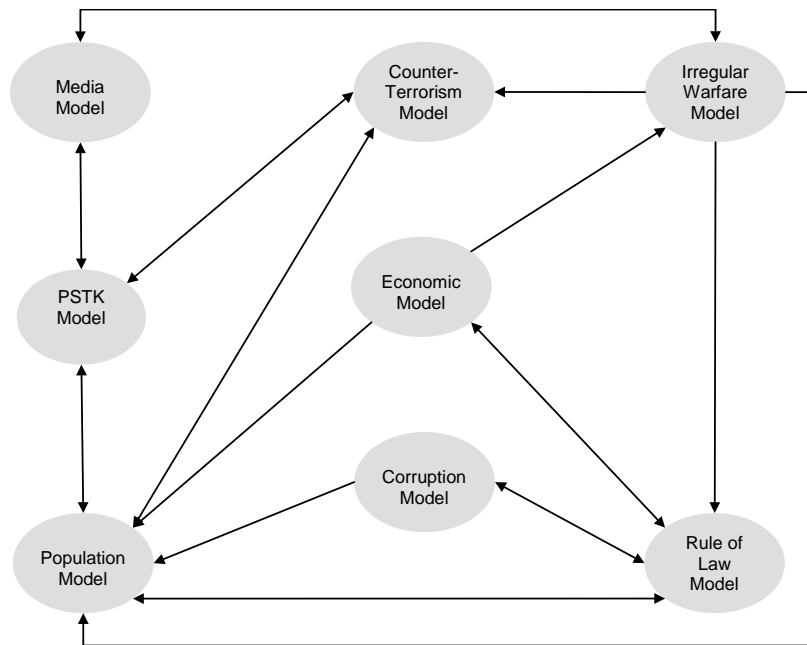 Media
Model
Counter-
Terrorism
Model
Irregular
Warfare
Model
PSTK
Model
Economic
Model
Corruption
Model
Population
Model
Rule of
Law
Model